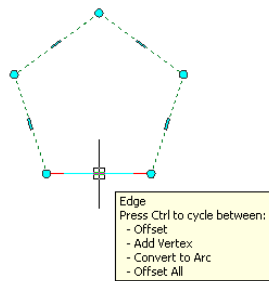 Edge
Press Ctrl to cycle between:
- Offset
- Add Vertex
- Convert to Arc
- Offset All